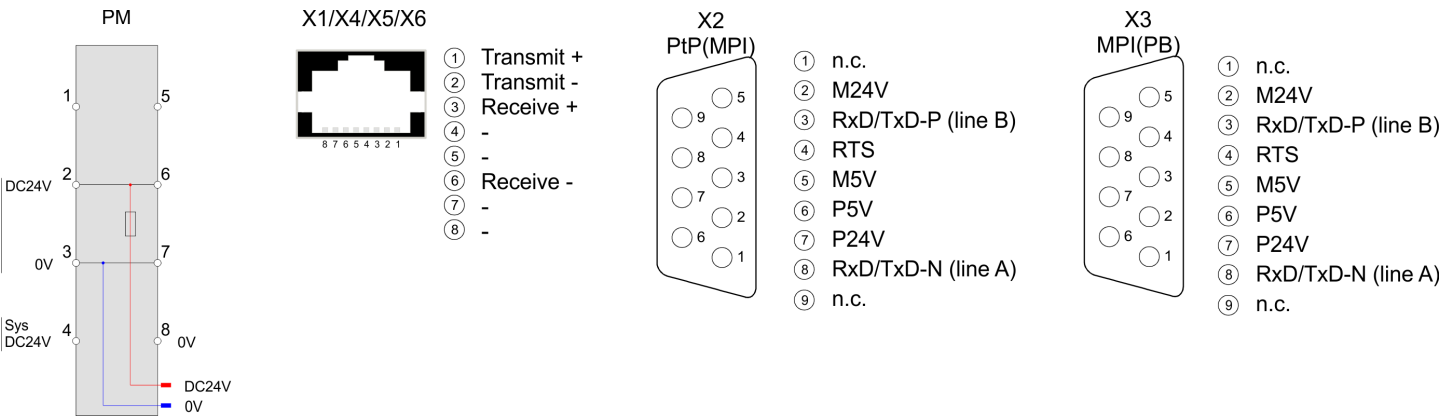 PM
1
5
2
6
DC24V
3
7
0V
Sys
DC24V
4
8
0V
DC24V
0V
X1/X4/X5/X6
8 7 6 5 4 3 2 1
1 Transmit +
2 Transmit -
3 Receive +
4 -
5 -
6 Receive -
7 -
8 -
X2
PtP(MPI)
5
9
4
8
3
7
2
6
1
1 n.c.
2 M24V
3 RxD/TxD-P (line B)
4 RTS
5 M5V
6 P5V
7 P24V
8 RxD/TxD-N (line A)
9 n.c.
X3
MPI(PB)
5
9
4
8
3
7
2
6
1
1 n.c.
2 M24V
3 RxD/TxD-P (line B)
4 RTS
5 M5V
6 P5V
7 P24V
8 RxD/TxD-N (line A)
9 n.c.